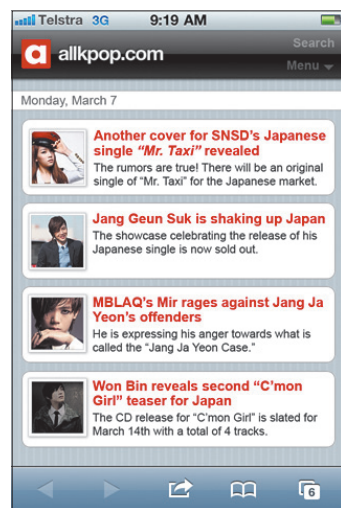 Telstra 3G 9:19 AM
a allkpop.com
Search
Menu
Monday, March 7
Another cover for SNSD's Japanese
single "Mr. Taxi" revealed
The rumors are true! There will be an original
single of "Mr. Taxi" for the Japanese market.
Jang Geun Suk is shaking up Japan
The showcase celebrating the release of his
Japanese single is now sold out.
MBLAQ's Mir rages against Jang Ja
Yeon's offenders
He is expressing his anger towards what is
called the "Jang Ja Yeon Case."
Won Bin reveals second "C'mon
Girl" teaser for Japan
The CD release for "C'mon Girl" is slated for
March 14th with a total of 4 tracks.
6